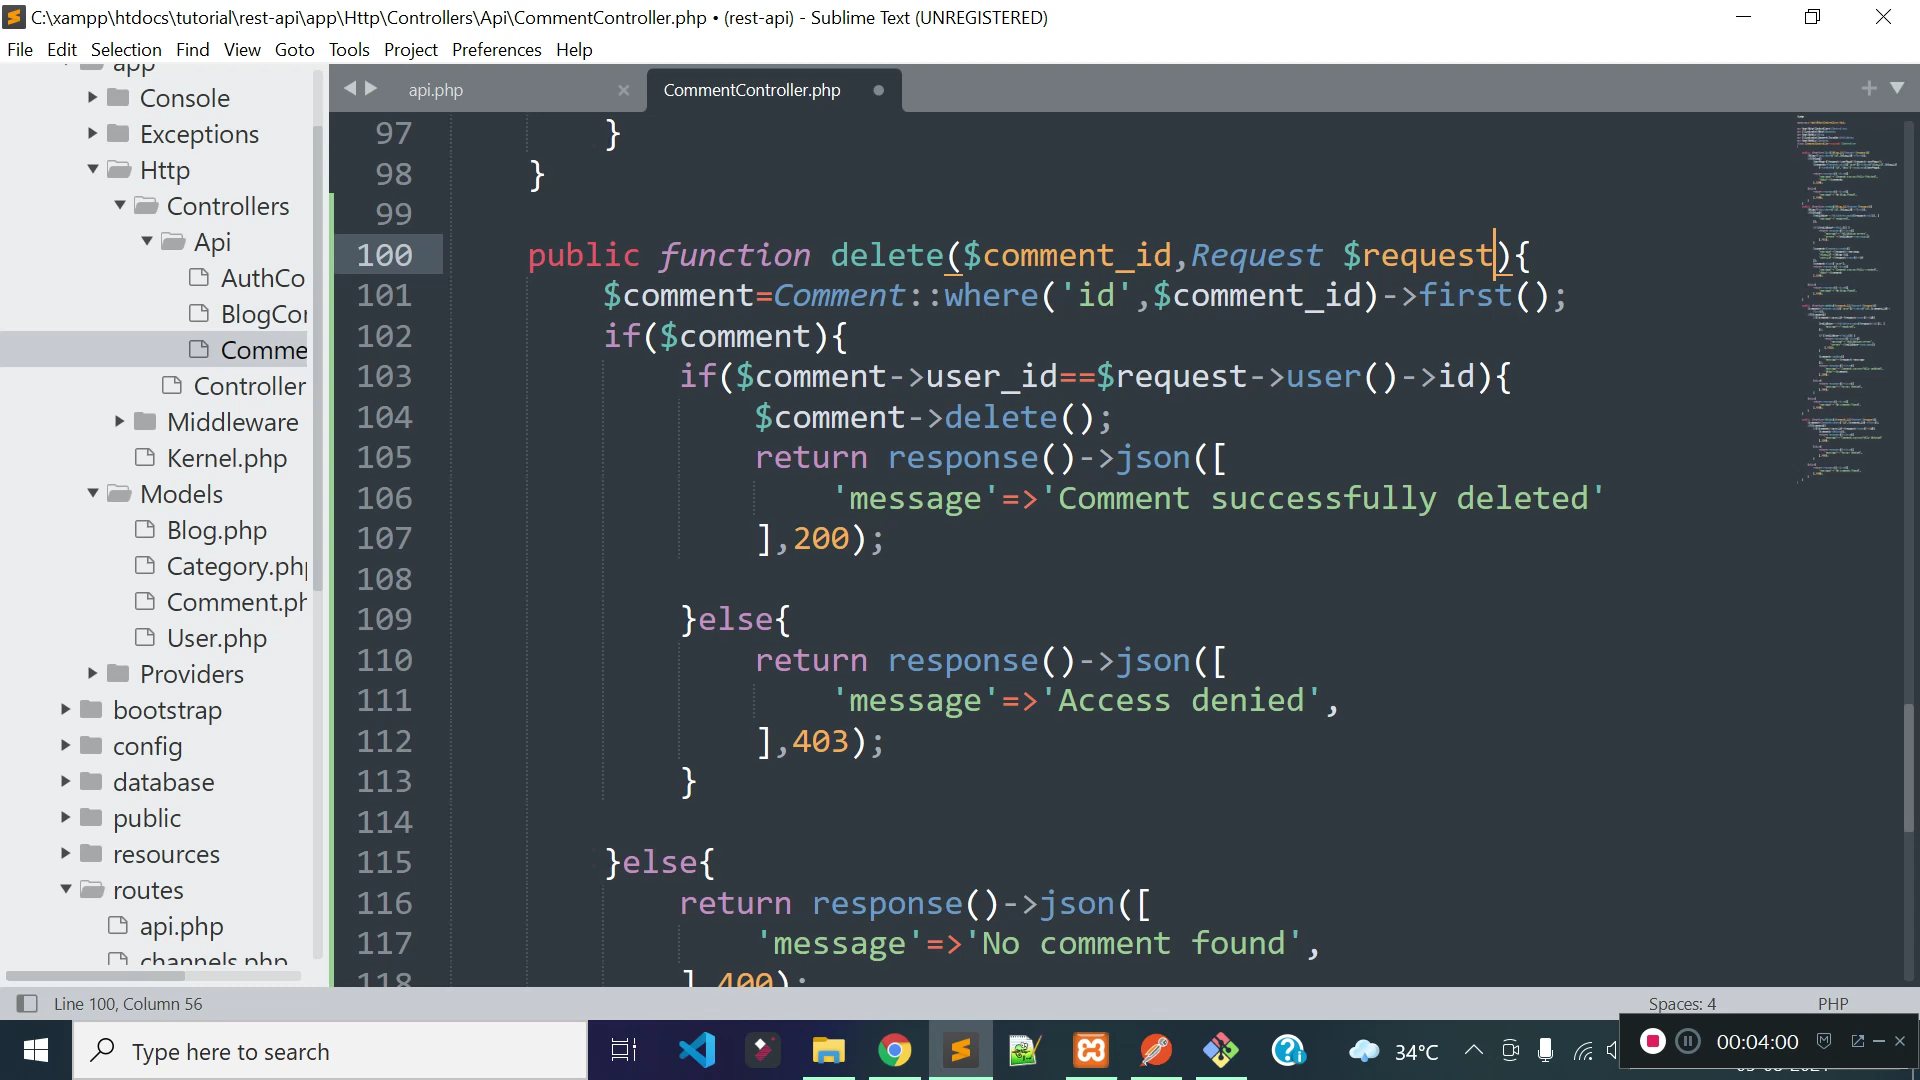 C:\xampp\htdocs\tutorial\rest-api\app\Http\Controllers\Api\CommentController.php • (rest-api) - Sublime Text (UNREGISTERED)
File Edit Selection Find View Goto Tools Project Preferences Help
app
Console
Exceptions
Http
Controllers
Api
AuthCo
BlogCon
Comme
Controller
Middleware
Kernel.php
Models
Blog.php
Category.php
Comment.ph
User.php
Providers
bootstrap
config
database
public
resources
routes
api.php
channels.php
api.php
CommentController.php
97 }
98 }
99
100 public function delete($comment_id,Request $request){
101 $comment=Comment::where('id',$comment_id)->first();
102 if($comment){
103 if($comment->user_id==$request->user()->id){
104 $comment->delete();
105 return response()->json([
106 'message'=>'Comment successfully deleted'
107 ],200);
108
109 }else{
110 return response()->json([
111 'message'=>'Access denied',
112 ],403);
113 }
114
115 }else{
116 return response()->json([
117 'message'=>'No comment found',
118 ],400);
Line 100, Column 56
Spaces: 4
PHP
Type here to search
34°C
00:04:00